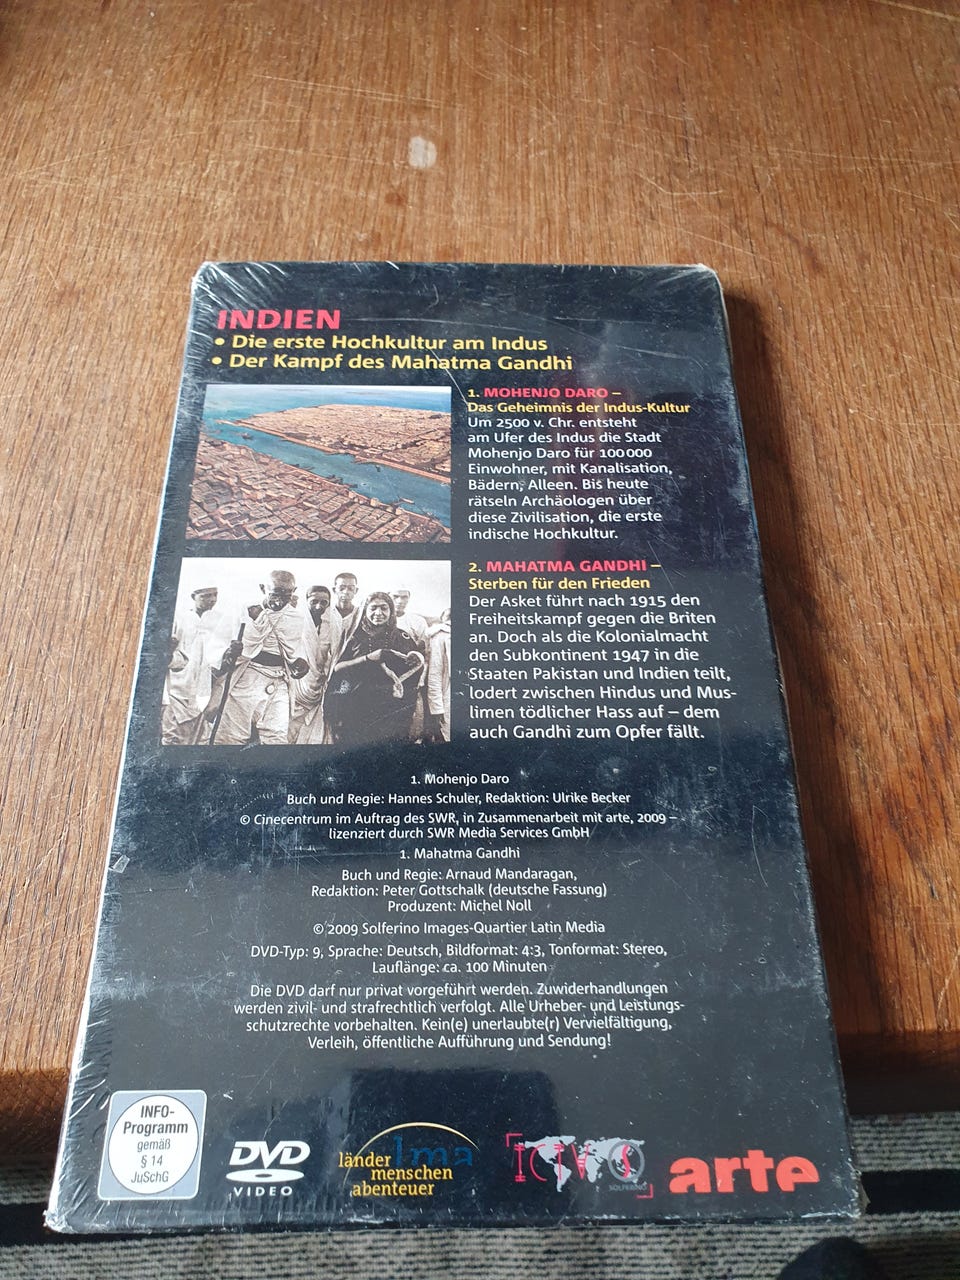 INDIEN
• Die erste Hochkultur am Indus
• Der Kampf des Mahatma Gandhi
1. MOHENJO DARO –
Das Geheimnis der Indus-Kultur
Um 2500 v. Chr. entsteht
am Ufer des Indus die Stadt
Mohenjo Daro für 100 000
Einwohner, mit Kanalisation,
Bädern, Alleen. Bis heute
rätseln Archäologen über
diese Zivilisation, die erste
indische Hochkultur.
2. MAHATMA GANDHI –
Sterben für den Frieden
Der Asket führt nach 1915 den
Freiheitskampf gegen die Briten
an. Doch als die Kolonialmacht
den Subkontinent 1947 in die
Staaten Pakistan und Indien teilt,
lodert zwischen Hindus und Mus-
limen tödlicher Hass auf – dem
auch Gandhi zum Opfer fällt.
1. Mohenjo Daro
Buch und Regie: Hannes Schuler, Redaktion: Ulrike Becker
© Cinecentrum im Auftrag des SWR, in Zusammenarbeit mit arte, 2009 –
lizenziert durch SWR Media Services GmbH
1. Mahatma Gandhi
Buch und Regie: Arnaud Mandaragan,
Redaktion: Peter Gottschalk (deutsche Fassung)
Produzent: Michel Noll
© 2009 Solferino Images-Quartier Latin Media
DVD-Typ: 9, Sprache: Deutsch, Bildformat: 4:3, Tonformat: Stereo,
Lauflänge: ca. 100 Minuten
Die DVD darf nur privat vorgeführt werden. Zuwiderhandlungen
werden zivil- und strafrechtlich verfolgt. Alle Urheber- und Leistungs-
schutzrechte vorbehalten. Kein(e) unerlaubte(r) Vervielfältigung,
Verleih, öffentliche Aufführung und Sendung!
INFO-
Programm
gemäß
§ 14
JuSchG
DVD
VIDEO
länder
menschen
abenteuer
SOLFERINO
arte